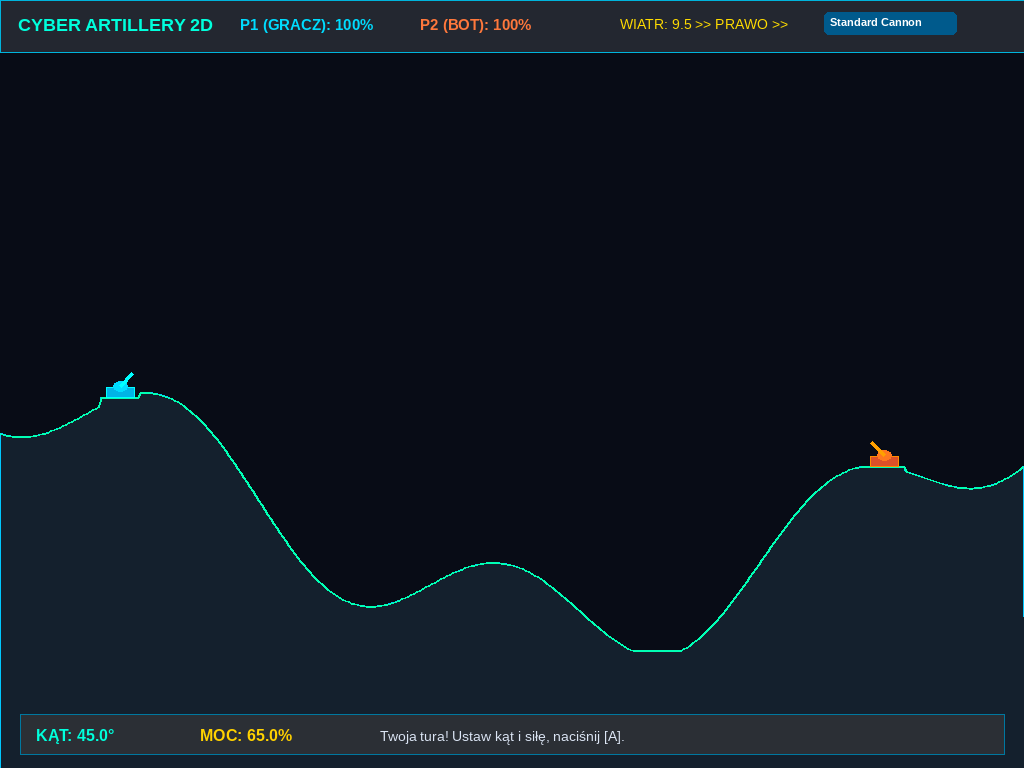 CYBER ARTILLERY 2D P1 (GRACZ): 100% P2 (BOT): 100% WIATR: 9.5 >> PRAWO >> Standard Cannon
KĄT: 45.0° MOC: 65.0% Twoja tura! Ustaw kąt i siłę, naciśnij [A].